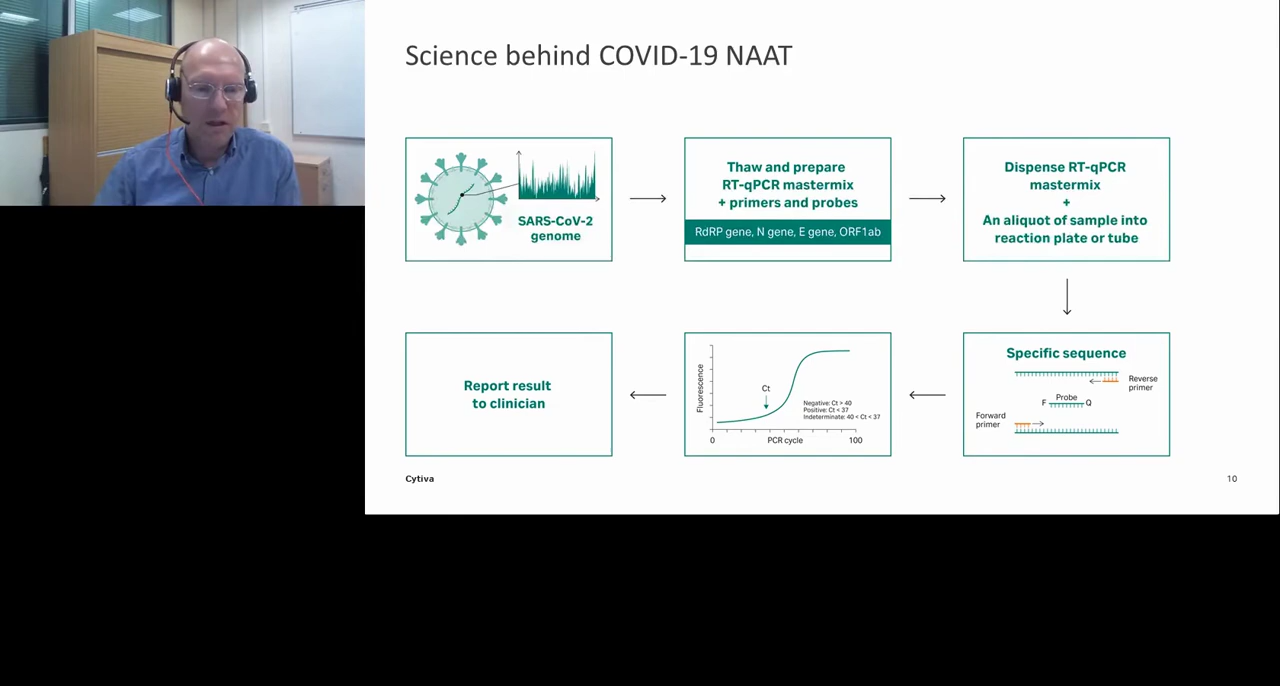 Science behind COVID-19 NAAT
SARS-CoV-2
genome
Thaw and prepare
RT-qPCR mastermix
+ primers and probes
RdRP gene, N gene, E gene, ORF1ab
Dispense RT-qPCR
mastermix
+
An aliquot of sample into
reaction plate or tube
Specific sequence
Reverse
primer
Probe
F
Q
Forward
primer
Fluorescence
Ct
Negative: Ct > 40
Positive: Ct < 37
Indeterminate: 40 < Ct < 37
0
PCR cycle
100
Report result
to clinician
Cytiva
10